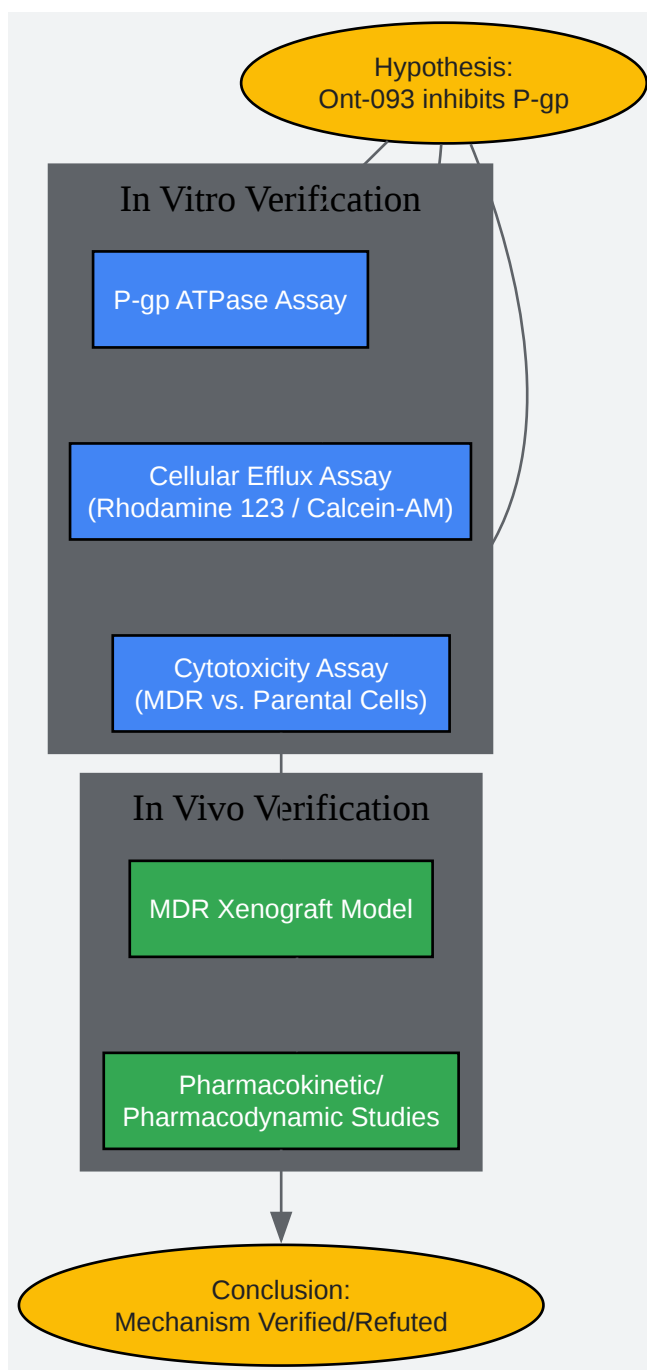 Hypothesis:
Ont-093 inhibits P-gp
In Vitro Verification
P-gp ATPase Assay
Cellular Efflux Assay
(Rhodamine 123 / Calcein-AM)
Cytotoxicity Assay
(MDR vs. Parental Cells)
In Vivo Verification
MDR Xenograft Model
Pharmacokinetic/
Pharmacodynamic Studies
Conclusion:
Mechanism Verified/Refuted